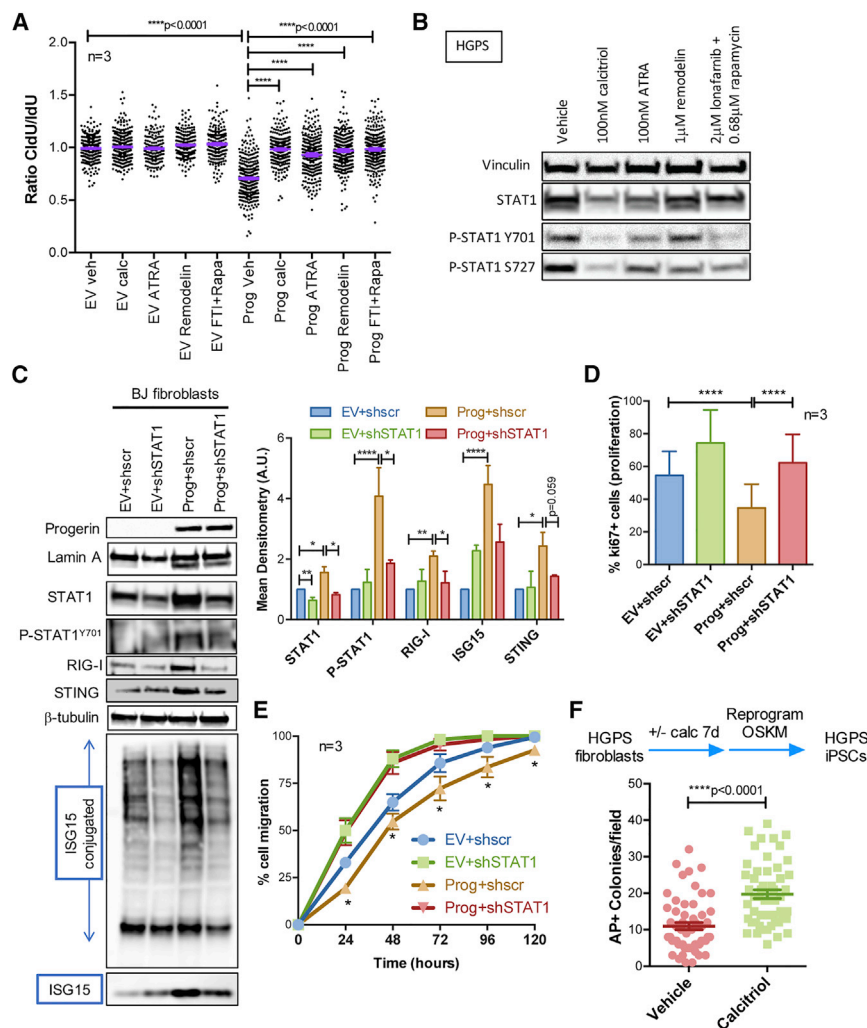 A
****p<0.0001
****p<0.0001
n=3
****
****
****
Ratio CldU/IdU
2.0
1.5
1.0
0.5
0.0
EV veh
EV calc
EV ATRA
EV Remodelin
EV FTI+Rapa
Prog Veh
Prog calc
Prog ATRA
Prog Remodelin
Prog FTI+Rapa
B
HGPS
Vehicle
100nM calcitriol
100nM ATRA
1µM remodelin
2µM lonafarnib +
0.68µM rapamycin
Vinculin
STAT1
P-STAT1 Y701
P-STAT1 S727
C
BJ fibroblasts
EV+shscr
EV+shSTAT1
Prog+shscr
Prog+shSTAT1
Progerin
Lamin A
STAT1
P-STAT1Y701
RIG-I
STING
β-tubulin
ISG15
conjugated
ISG15
EV+shscr
Prog+shscr
EV+shSTAT1
Prog+shSTAT1
Mean Densitometry (A.U.)
6
4
2
0
*
**
*
****
*
**
*
****
*
p=0.059
STAT1
P-STAT1
RIG-I
ISG15
STING
D
****
****
n=3
% ki67+ cells (proliferation)
100
90
80
70
60
50
40
30
20
10
0
EV+shscr
EV+shSTAT1
Prog+shscr
Prog+shSTAT1
E
n=3
% cell migration
100
75
50
25
0
*
*
*
*
*
EV+shscr
EV+shSTAT1
Prog+shscr
Prog+shSTAT1
0
24
48
72
96
120
Time (hours)
F
HGPS
fibroblasts
+/- calc 7d
Reprogram
OSKM
HGPS
iPSCs
****p<0.0001
AP+ Colonies/field
50
40
30
20
10
0
Vehicle
Calcitriol